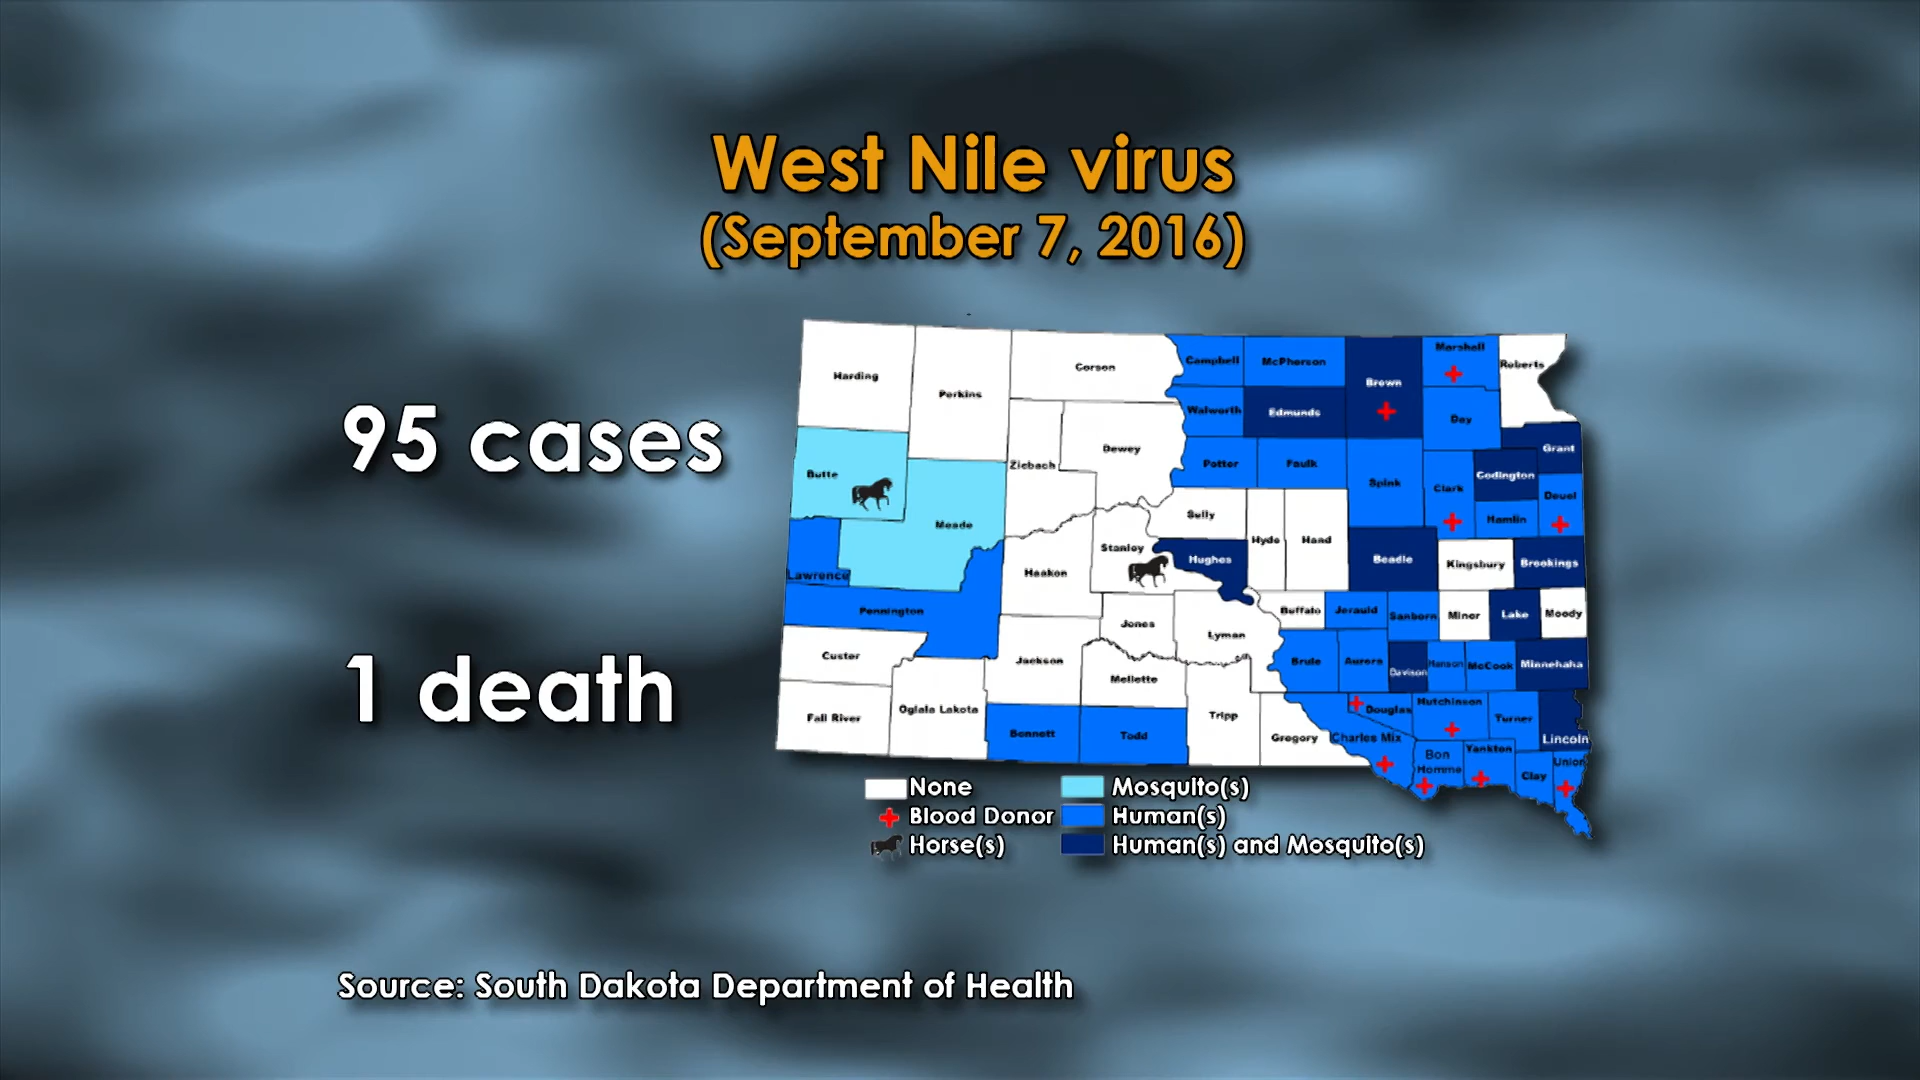 West Nile virus
(September 7, 2016)
95 cases
1 death
Harding
Perkins
Corson
Campbell
McPherson
Brown
Marshall
Roberts
Walworth
Edmunds
Day
Butte
Ziebach
Dewey
Potter
Faulk
Spink
Clark
Codington
Grant
Deuel
Hamlin
Meade
Sully
Hyde
Hand
Stanley
Hughes
Beadle
Kingsbury
Brookings
Lawrence
Haakon
Pennington
Jones
Lyman
Buffalo
Jerauld
Sanborn
Miner
Lake
Moody
Custer
Jackson
Mellette
Brule
Aurora
Davison
Hanson
McCook
Minnehaha
Fall River
Oglala Lakota
Bennett
Todd
Tripp
Gregory
Charles Mix
Douglas
Hutchinson
Turner
Lincoln
Bon
Homme
Yankton
Clay
Union
None
Mosquito(s)
Blood Donor
Human(s)
Horse(s)
Human(s) and Mosquito(s)
Source: South Dakota Department of Health